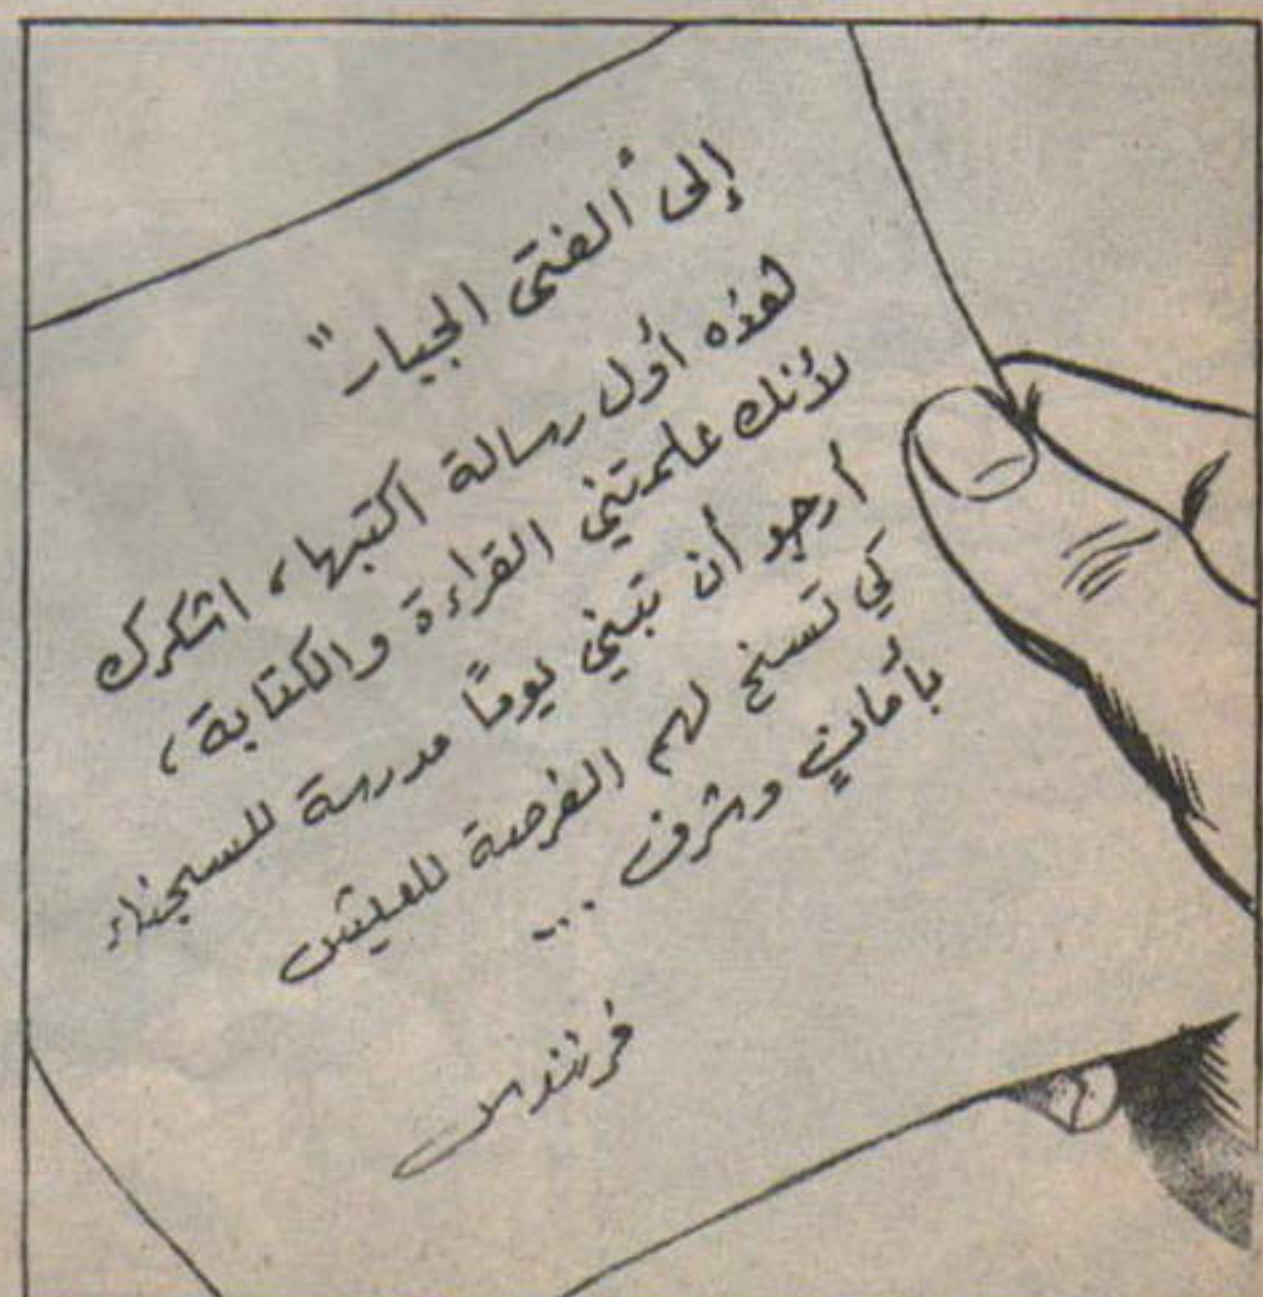 إلى "الفتى الجبار"
هذه أول رسالة اكتبها، اشكرك
لأنك علمتني القراءة والكتابة،
أرجو أن تبني يوماً مدرسة للسجناء
كي تسنح لهم الفرصة للعيش
بأمانٍ وشرف ...
فرنندس